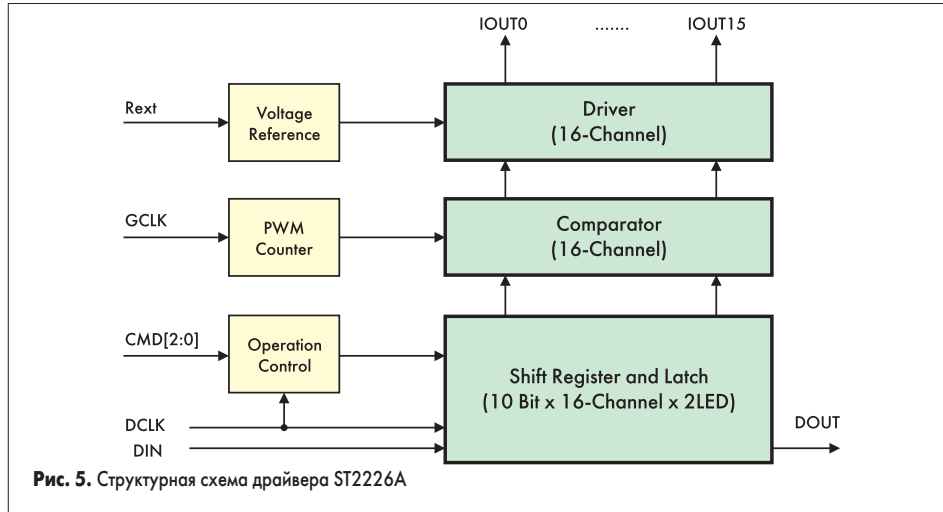 IOUT0 ....... IOUT15
Rext
Voltage
Reference
Driver
(16-Channel)
GCLK
PWM
Counter
Comparator
(16-Channel)
CMD[2:0]
Operation
Control
Shift Register and Latch
(10 Bit x 16-Channel x 2LED)
DCLK
DIN
DOUT
Рис. 5. Структурная схема драйвера ST2226A